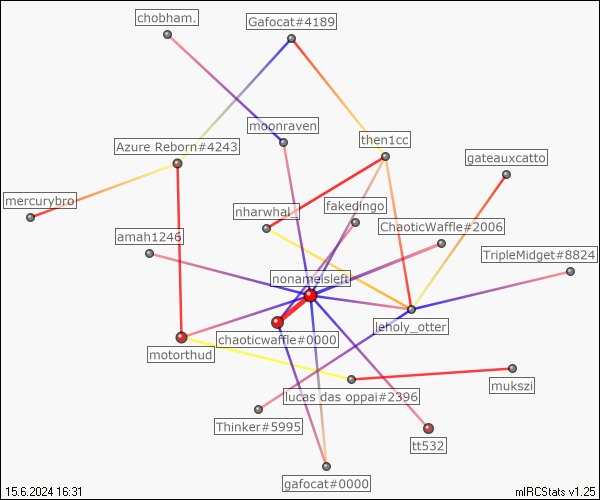 chobham.
Gafocat#4189
moonraven
then1cc
Azure Reborn#4243
gateauxcatto
mercurybro
nharwhal_
fakedingo
ChaoticWaffle#2006
amah1246
TripleMidget#8824
nonameisleft
leholy_otter
chaoticwaffle#0000
motorthud
mukszi
lucas das oppai#2396
Thinker#5995
tt532
gafocat#0000
15.6.2024 16:31
mIRCStats v1.25